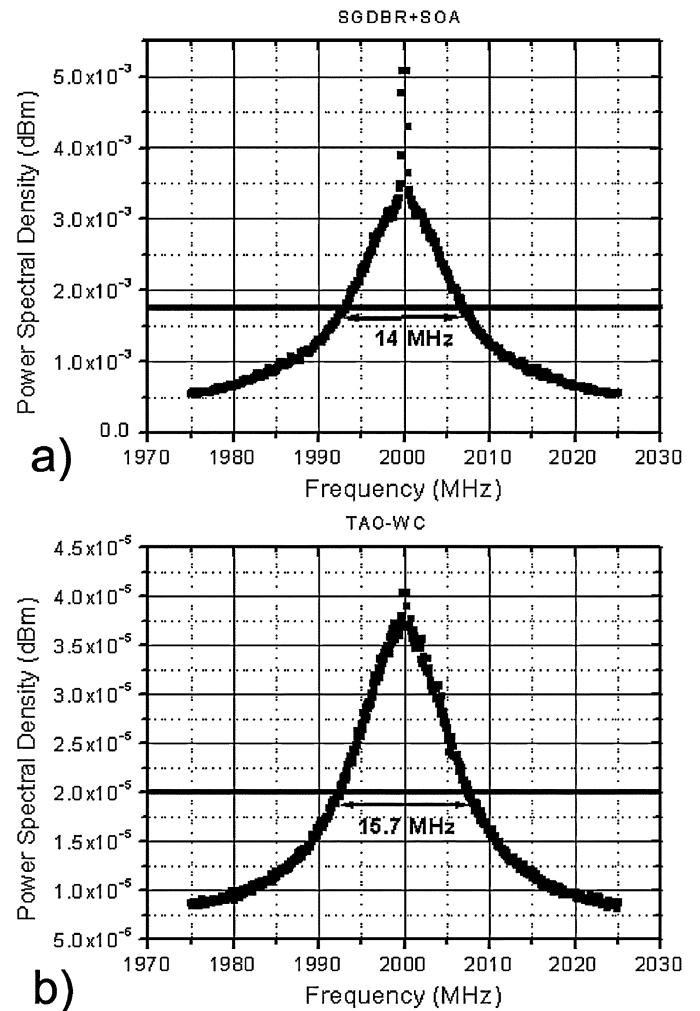 SGDBR+SOA
Power Spectral Density (dBm)
5.0x10⁻³
4.0x10⁻³
3.0x10⁻³
2.0x10⁻³
1.0x10⁻³
0.0
14 MHz
1970 1980 1990 2000 2010 2020 2030
Frequency (MHz)
a)
TAO-WC
Power Spectral Density (dBm)
4.5x10⁻⁵
4.0x10⁻⁵
3.5x10⁻⁵
3.0x10⁻⁵
2.5x10⁻⁵
2.0x10⁻⁵
1.5x10⁻⁵
1.0x10⁻⁵
5.0x10⁻⁶
15.7 MHz
1970 1980 1990 2000 2010 2020 2030
Frequency (MHz)
b)